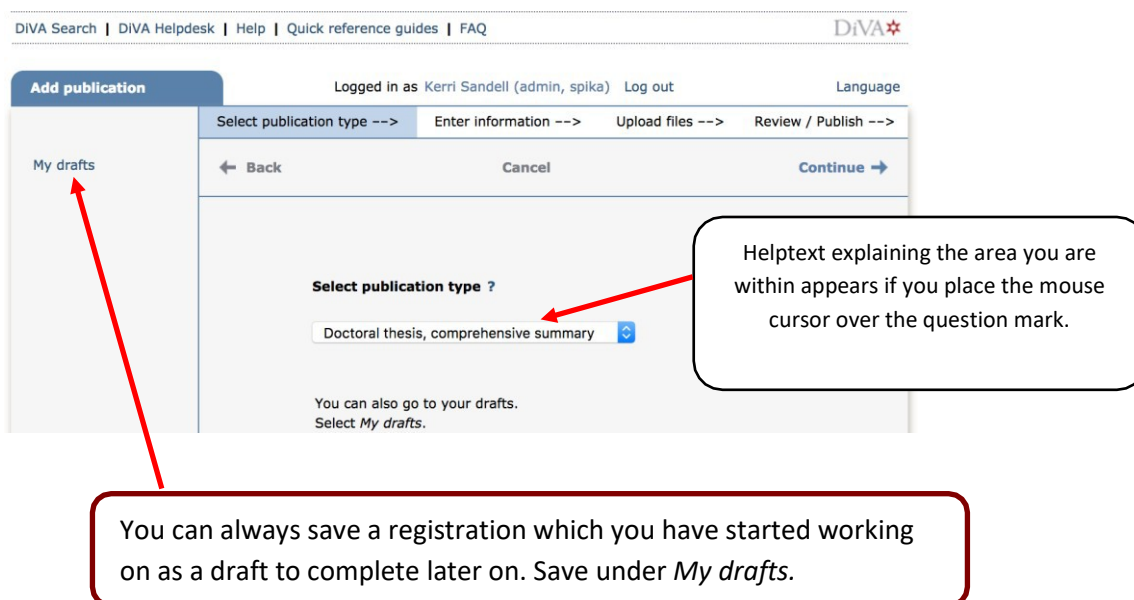 DiVA Search | DiVA Helpdesk | Help | Quick reference guides | FAQ
DiVA
Add publication
Logged in as Kerri Sandell (admin, spika) Log out
Language
Select publication type --> Enter information --> Upload files --> Review / Publish -->
My drafts
← Back
Cancel
Continue →
Helptext explaining the area you are
within appears if you place the mouse
cursor over the question mark.
Select publication type ?
Doctoral thesis, comprehensive summary
You can also go to your drafts.
Select My drafts.
You can always save a registration which you have started working
on as a draft to complete later on. Save under My drafts.